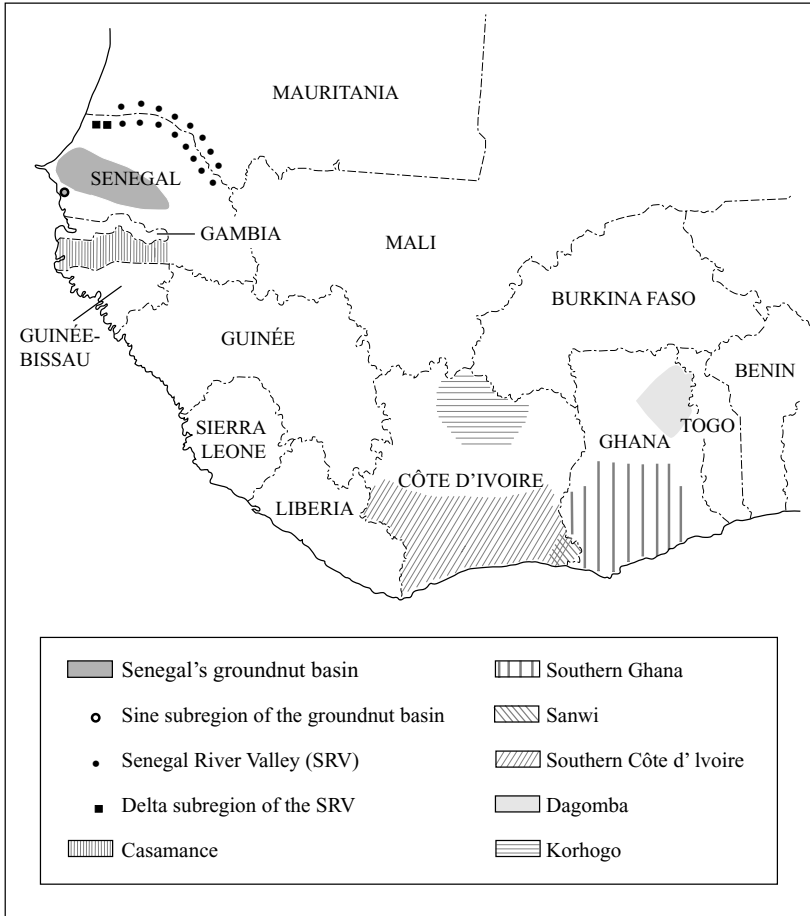 MAURITANIA
SENEGAL
GAMBIA
MALI
BURKINA FASO
GUINÉE-
BISSAU
GUINÉE
BENIN
TOGO
SIERRA
LEONE
GHANA
CÔTE D'IVOIRE
LIBERIA
Senegal's groundnut basin
Sine subregion of the groundnut basin
Senegal River Valley (SRV)
Delta subregion of the SRV
Casamance
Southern Ghana
Sanwi
Southern Côte d' lvoire
Dagomba
Korhogo